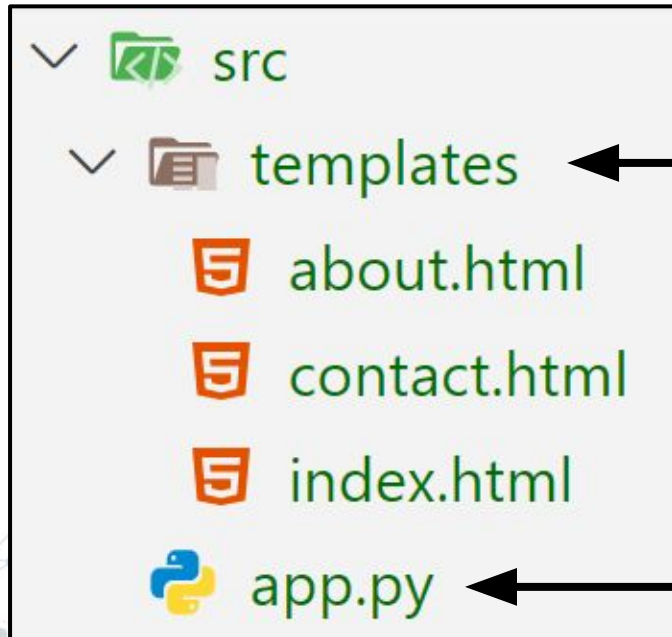 src
templates
about.html
contact.html
index.html
app.py